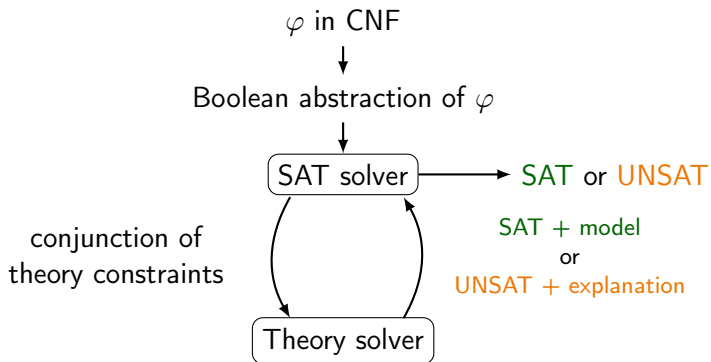 φ in CNF
Boolean abstraction of φ
SAT solver
SAT or UNSAT
conjunction of
theory constraints
SAT + model
or
UNSAT + explanation
Theory solver